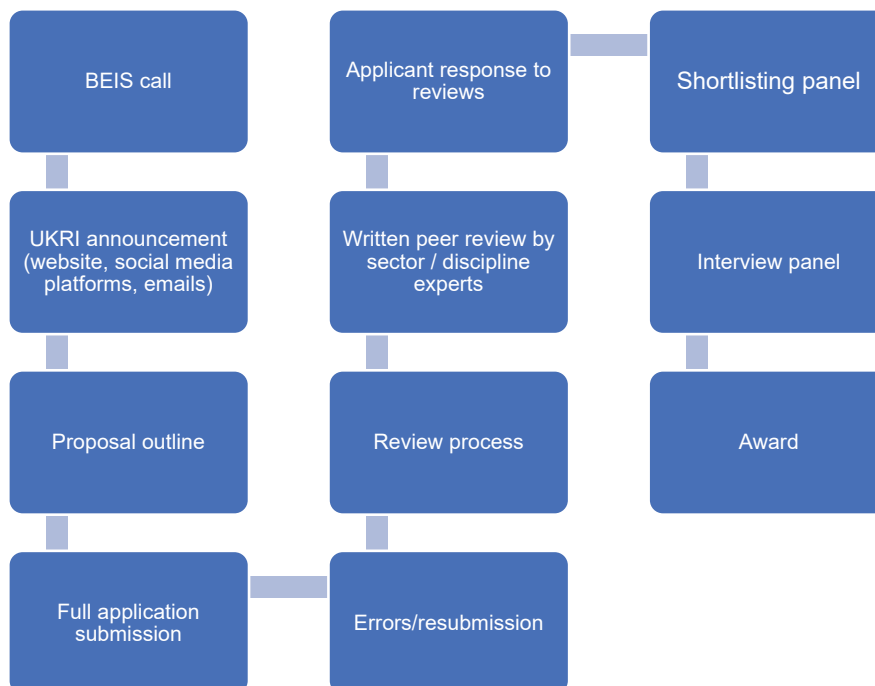 BEIS call
UKRI announcement
(website, social media
platforms, emails)
Proposal outline
Full application
submission
Errors/resubmission
Review process
Written peer review by
sector / discipline
experts
Applicant response to
reviews
Shortlisting panel
Interview panel
Award